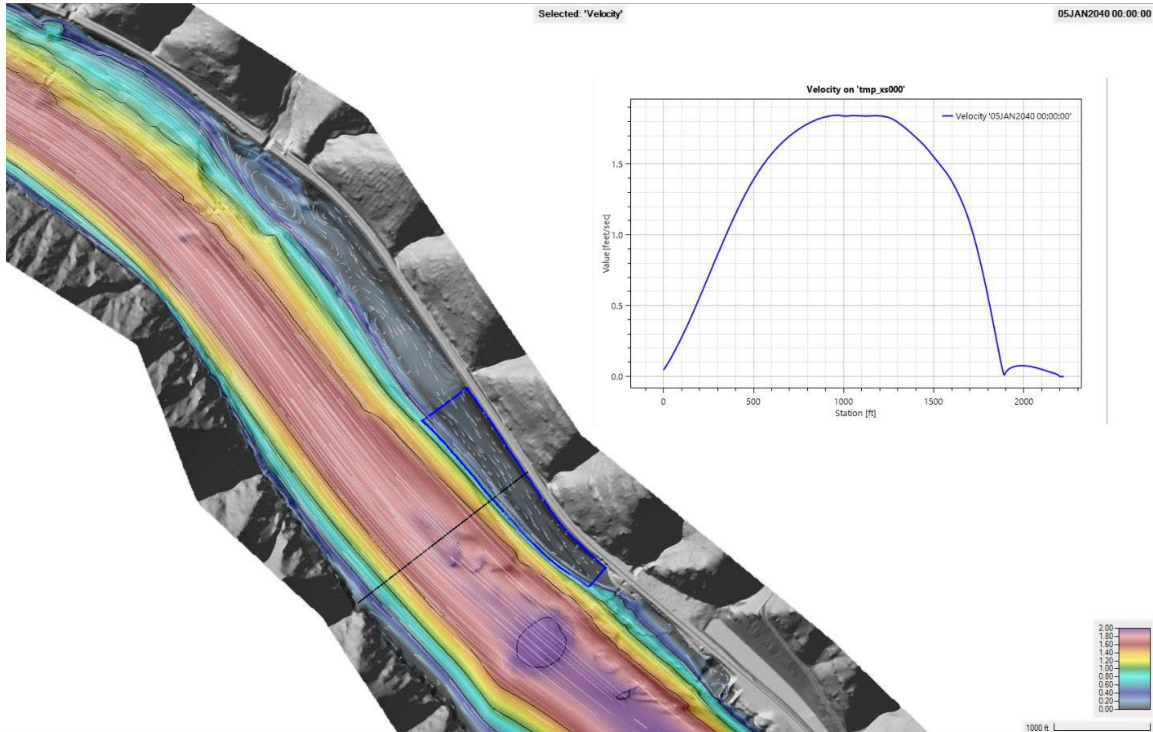 Selected: 'Velocity'
05JAN2040 00:00:00
Velocity on 'tmp_xs000'
Velocity '05JAN2040 00:00:00'
Value [feet/sec]
1.5
1.0
0.5
0.0
0
500
1000
1500
2000
Station [ft]
2.00
1.80
1.60
1.40
1.20
1.00
0.80
0.60
0.40
0.20
0.00
1000 ft